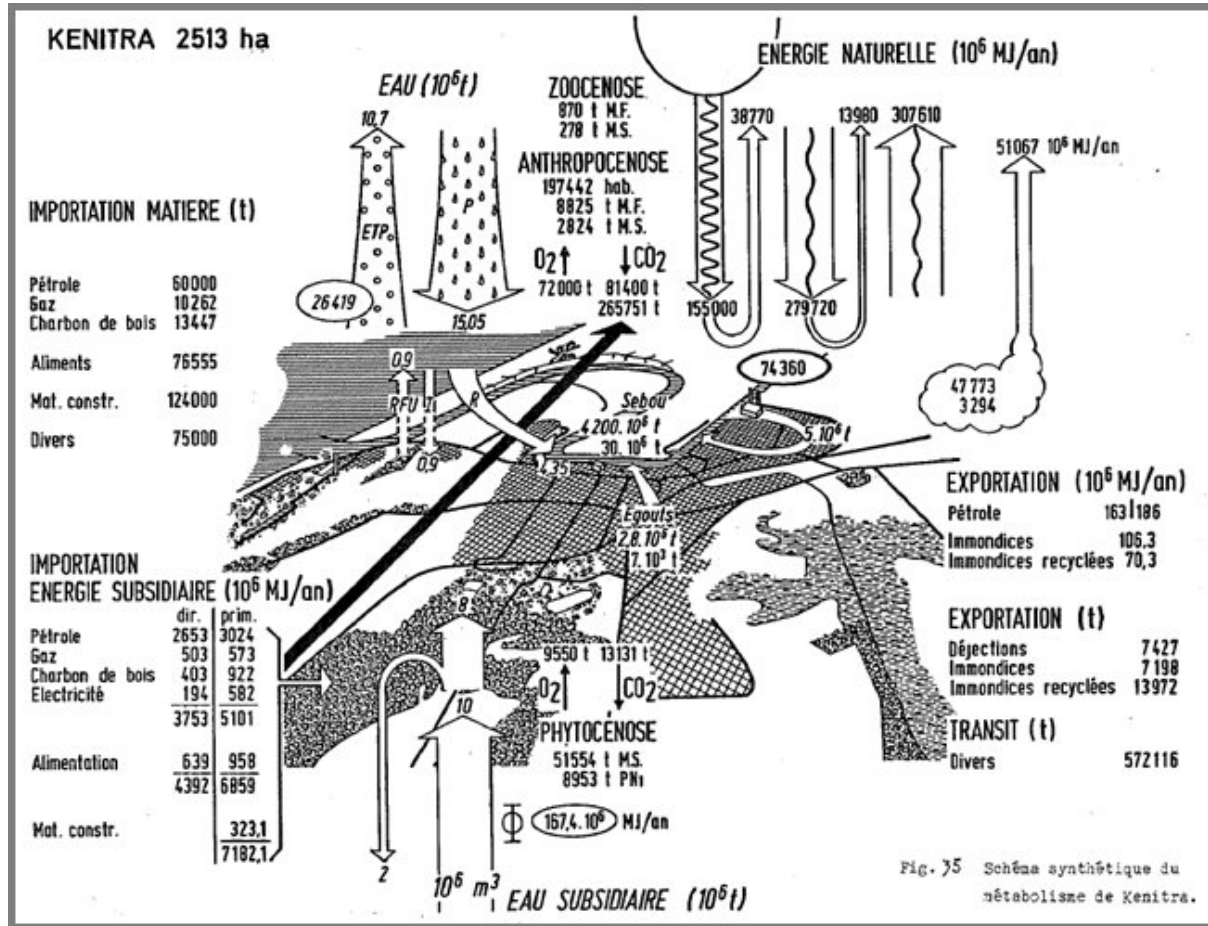 KENITRA 2513 ha
EAU (10⁶t)
10,7
ETP
P
26419
15,05
ZOOCENOSE
870 t M.F.
278 t M.S.
ANTHROPOCENOSE
197442 hab.
8825 t M.F.
2824 t M.S.
O₂ CO₂
72000 t 81400 t
265751 t
ENERGIE NATURELLE (10⁶ MJ/an)
38770
13980
307610
155000
279720
51067 10⁶ MJ/an
47773
3294
74360
IMPORTATION MATIERE (t)
Pétrole 60000
Gaz 10262
Charbon de bois 13447
Aliments 76555
Mat. constr. 124000
Divers 75000
0,9
RFU I
0,9
R
Sebou
4200.10⁶ t
30.10⁶ t
4,35
5.10⁶t
Egouts
2,8.10⁶ t
7.10³ t
IMPORTATION
ENERGIE SUBSIDIAIRE (10⁶ MJ/an)
dir. prim.
Pétrole 2653 3024
Gaz 503 573
Charbon de bois 403 922
Electricité 194 582
3753 5101
Alimentation 639 958
4392 6859
Mat. constr. 323,1
7182,1
8
10
2
10⁶ m³
EAU SUBSIDIAIRE (10⁶t)
9550 t 13131 t
O₂ CO₂
PHYTOCÉNOSE
51554 t M.S.
8953 t PN₁
167,4.10⁶ MJ/an
EXPORTATION (10⁶ MJ/an)
Pétrole 163 186
Immondices 106,3
Immondices recyclées 70,3
EXPORTATION (t)
Déjections 7427
Immondices 7198
Immondices recyclées 13972
TRANSIT (t)
Divers 572116
Fig. 35 Schéma synthétique du
métabolisme de Kenitra.